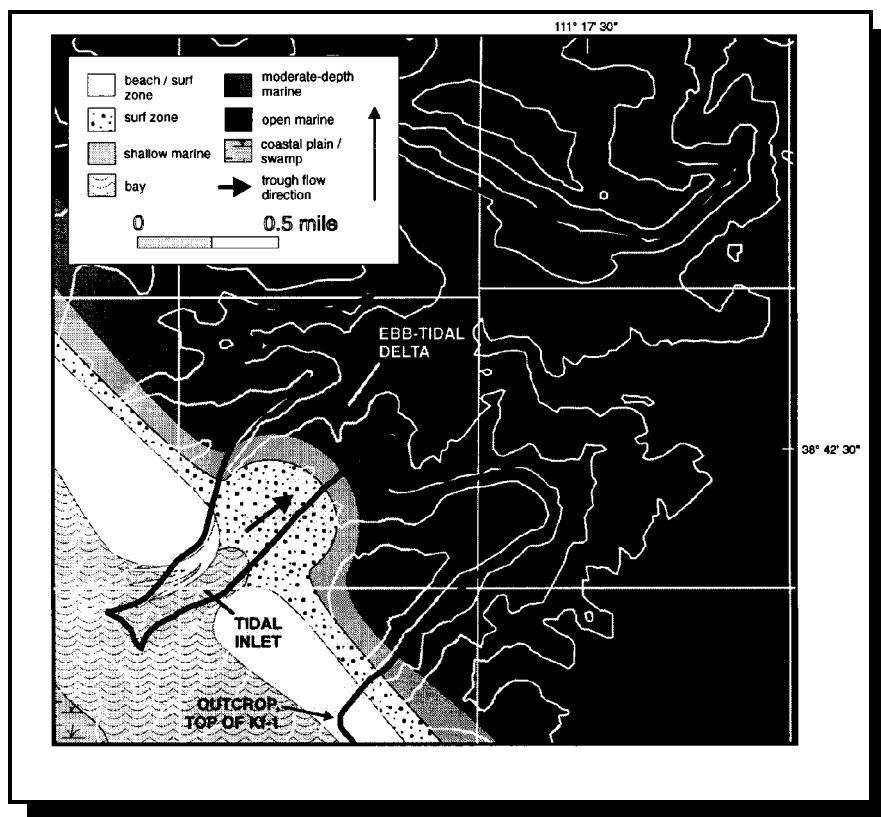 111° 17' 30"
beach / surf
zone
surf zone
shallow marine
bay
moderate-depth
marine
open marine
coastal plain /
swamp
trough flow
direction
0 0.5 mile
EBB-TIDAL
DELTA
38° 42' 30"
TIDAL
INLET
OUTCROP,
TOP OF Kf-1